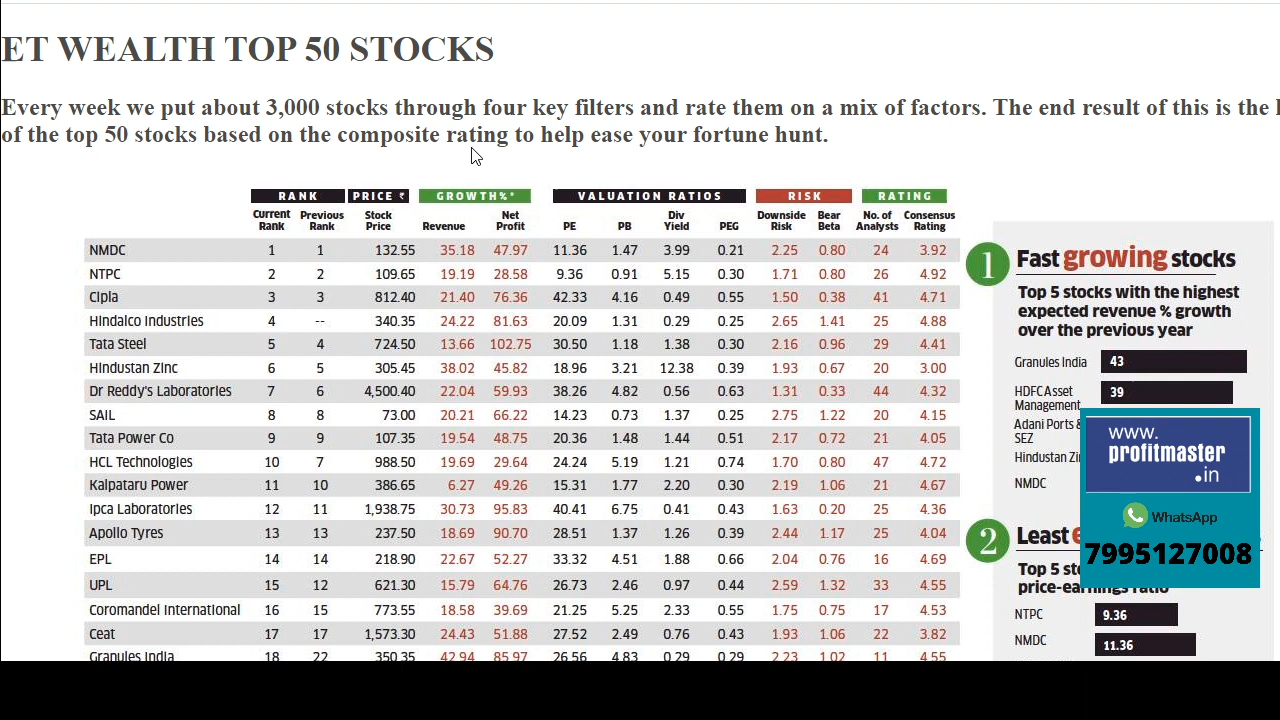 ET WEALTH TOP 50 STOCKS
Every week we put about 3,000 stocks through four key filters and rate them on a mix of factors. The end result of this is the
of the top 50 stocks based on the composite rating to help ease your fortune hunt.
RANK PRICE ₹ GROWTH%* VALUATION RATIOS RISK RATING
Current Rank Previous Rank Stock Price Revenue Net Profit PE PB Div Yield PEG Downside Risk Bear Beta No. of Analysts Consensus Rating
NMDC 1 1 132.55 35.18 47.97 11.36 1.47 3.99 0.21 2.25 0.80 24 3.92
NTPC 2 2 109.65 19.19 28.58 9.36 0.91 5.15 0.30 1.71 0.80 26 4.92
Cipla 3 3 812.40 21.40 76.36 42.33 4.16 0.49 0.55 1.50 0.38 41 4.71
Hindalco Industries 4 -- 340.35 24.22 81.63 20.09 1.31 0.29 0.25 2.65 1.41 25 4.88
Tata Steel 5 4 724.50 13.66 102.75 30.50 1.18 1.38 0.30 2.16 0.96 29 4.41
Hindustan Zinc 6 5 305.45 38.02 45.82 18.96 3.21 12.38 0.39 1.93 0.67 20 3.00
Dr Reddy's Laboratories 7 6 4,500.40 22.04 59.93 38.26 4.82 0.56 0.63 1.31 0.33 44 4.32
SAIL 8 8 73.00 20.21 66.22 14.23 0.73 1.37 0.25 2.75 1.22 20 4.15
Tata Power Co 9 9 107.35 19.54 48.75 20.36 1.48 1.44 0.51 2.17 0.72 21 4.05
HCL Technologies 10 7 988.50 19.69 29.64 24.24 5.19 1.21 0.74 1.70 0.80 47 4.72
Kalpataru Power 11 10 386.65 6.27 49.26 15.31 1.77 2.20 0.30 2.19 1.06 21 4.67
Ipca Laboratories 12 11 1,938.75 30.73 95.83 40.41 6.75 0.41 0.43 1.63 0.20 25 4.36
Apollo Tyres 13 13 237.50 18.69 90.70 28.51 1.37 1.26 0.39 2.44 1.17 25 4.04
EPL 14 14 218.90 22.67 52.27 33.32 4.51 1.88 0.66 2.04 0.76 16 4.69
UPL 15 12 621.30 15.79 64.76 26.73 2.46 0.97 0.44 2.59 1.32 33 4.55
Coromandel International 16 15 773.55 18.58 39.69 21.25 5.25 2.33 0.55 1.75 0.75 17 4.53
Ceat 17 17 1,573.30 24.43 51.88 27.52 2.49 0.76 0.43 1.93 1.06 22 3.82
Granules India 18 22 350.35 42.94 85.97 26.56 4.83 0.29 0.29 2.23 1.02 11 4.55
1 Fast growing stocks
Top 5 stocks with the highest
expected revenue % growth
over the previous year
Granules India 43
HDFC Asset 39
Management
Adani Ports &
SEZ
Hindustan
NMDC
www.
profitmaster
.in
WhatsApp
7995127008
2 Least
Top 5
price-earnings ratio
NTPC 9.36
NMDC 11.36